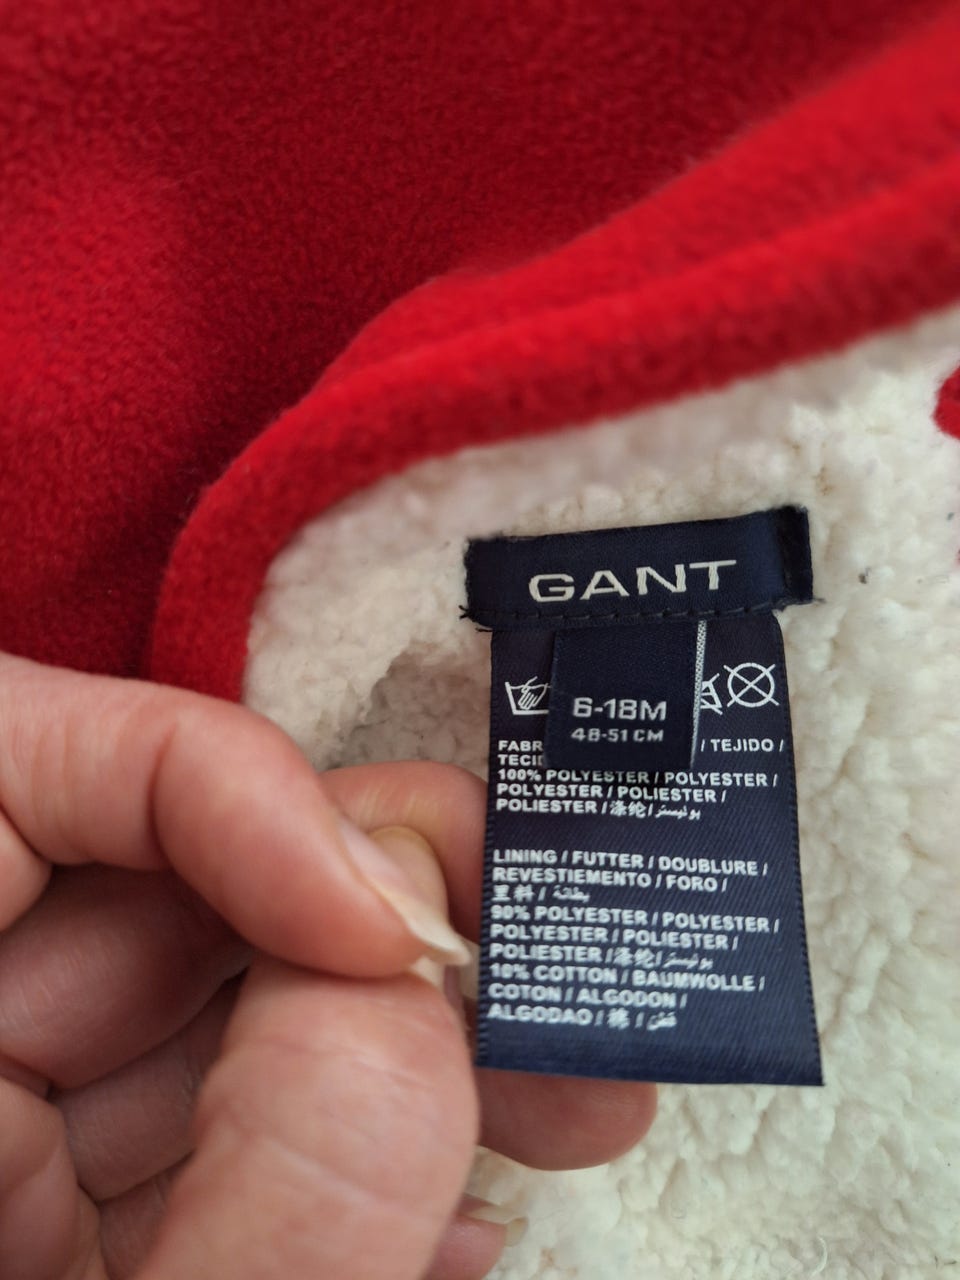 GANT
6-18M
48-51CM
FABR / TEJIDO /
TECID
100% POLYESTER / POLYESTER /
POLYESTER / POLIESTER /
POLIESTER / 涤纶 / بوليستر
LINING / FUTTER / DOUBLURE /
REVESTIEMENTO / FORO /
里料 / بطانة
90% POLYESTER / POLYESTER /
POLYESTER / POLIESTER /
POLIESTER / 涤纶 / بوليستر
10% COTTON / BAUMWOLLE /
COTON / ALGODON /
ALGODAO / 棉 / قطن